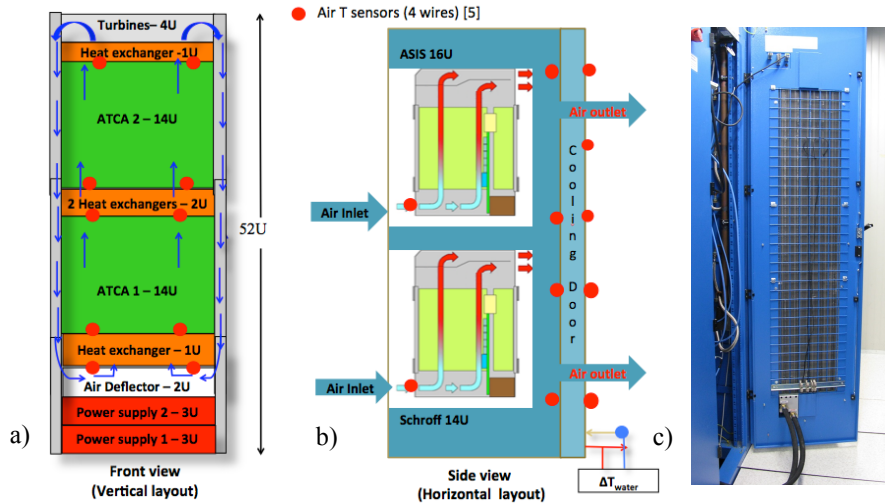 Air T sensors (4 wires) [5]
Turbines– 4U
Heat exchanger -1U
ATCA 2 – 14U
2 Heat exchangers – 2U
ATCA 1 – 14U
Heat exchanger – 1U
Air Deflector – 2U
Power supply 2 – 3U
Power supply 1 – 3U
52U
a)
Front view
(Vertical layout)
ASIS 16U
Air Inlet
Air outlet
Cooling Door
Air Inlet
Air outlet
Schroff 14U
b)
Side view
(Horizontal layout)
ΔTwater
c)